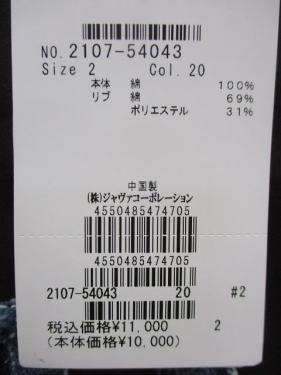 NO.2107-54043
Size 2 Col.20
本体 綿 100%
リブ 綿 69%
ポリエステル 31%
中国製
(株)ジャヴァコーポレーション
4550485474705
4550485474705
2107-54043 20 #2
税込価格¥11,000 2
(本体価格¥10,000)